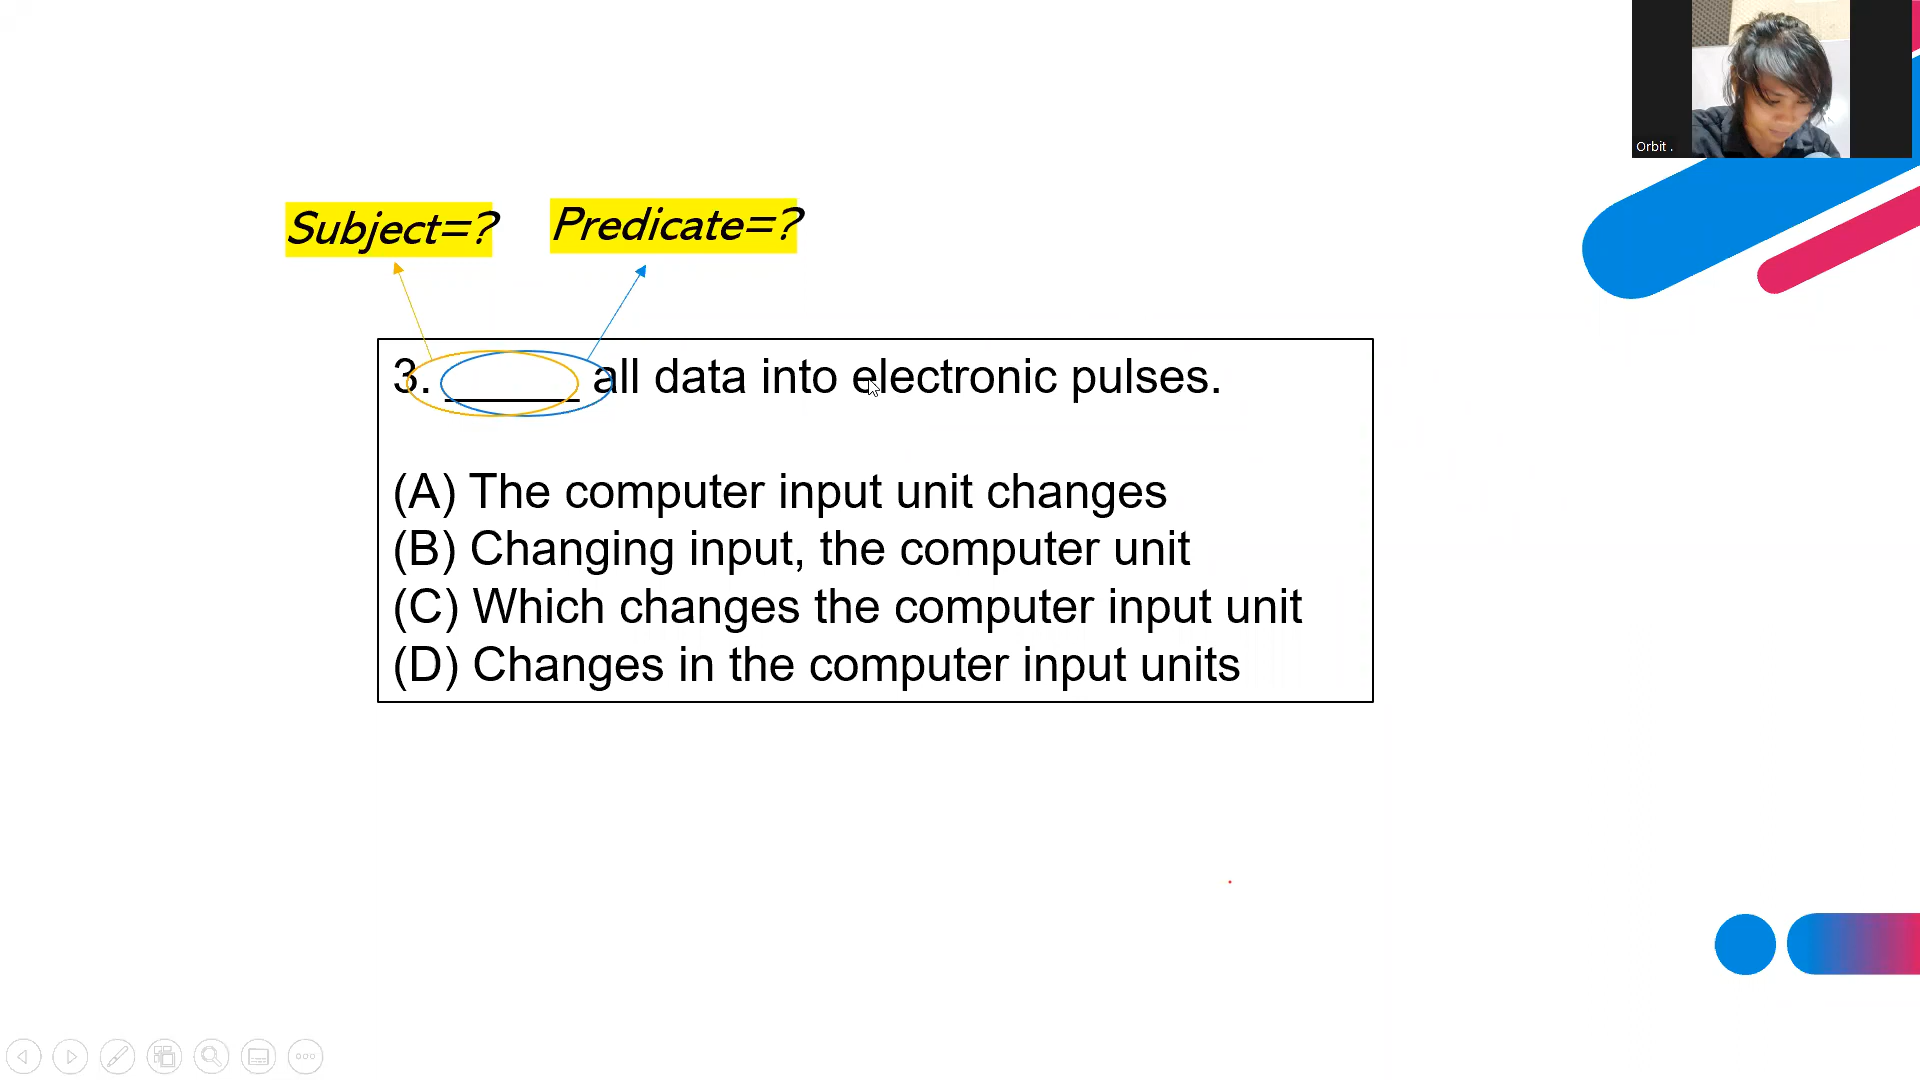 Orbit .
Subject=? Predicate=?
3. ______ all data into electronic pulses.
(A) The computer input unit changes
(B) Changing input, the computer unit
(C) Which changes the computer input unit
(D) Changes in the computer input units